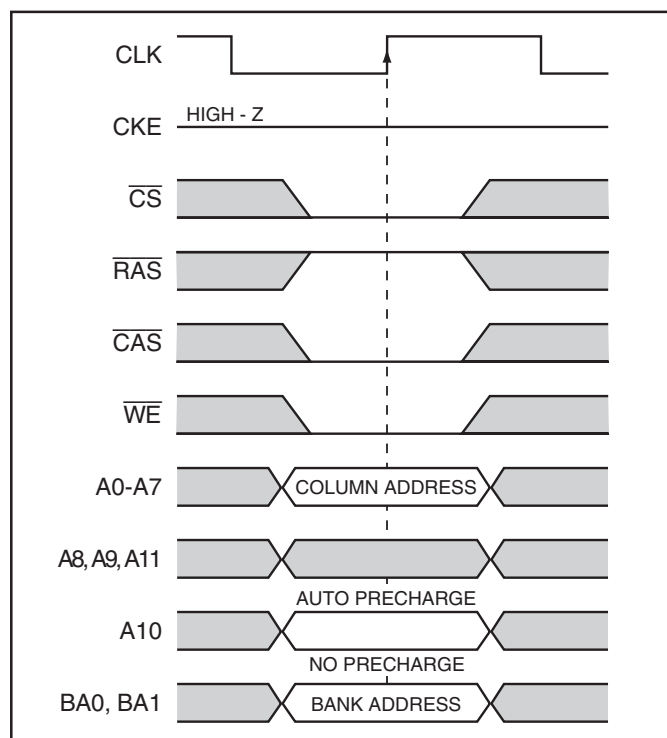 CLK
CKE HIGH - Z
CS
RAS
CAS
WE
A0-A7 COLUMN ADDRESS
A8, A9, A11
AUTO PRECHARGE
A10
NO PRECHARGE
BA0, BA1 BANK ADDRESS